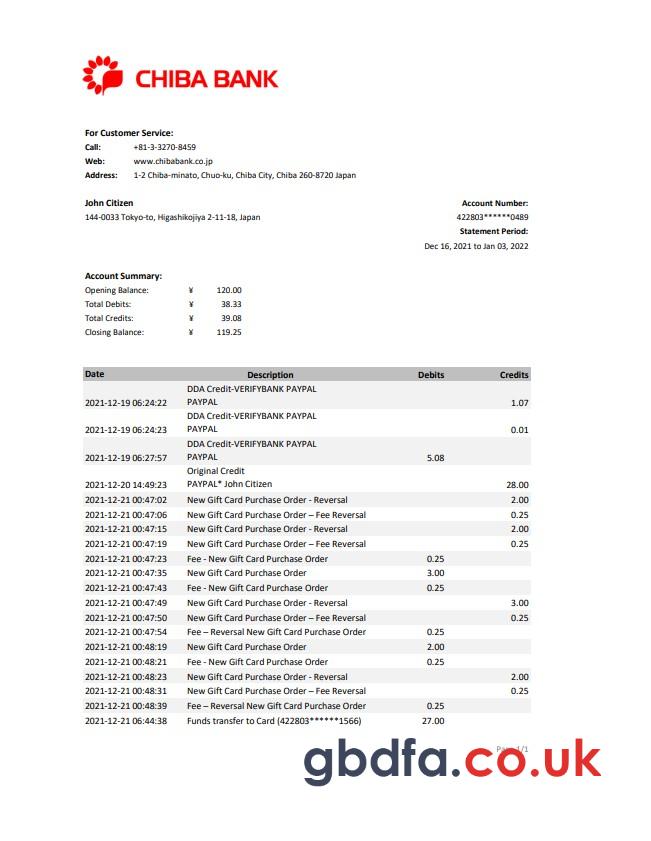 CHIBA BANK
For Customer Service:
Call: +81-3-3270-8459
Web: www.chibabank.co.jp
Address: 1-2 Chiba-minato, Chuo-ku, Chiba City, Chiba 260-8720 Japan
John Citizen Account Number:
144-0033 Tokyo-to, Higashikojiya 2-11-18, Japan 422803******0489
Statement Period:
Dec 16, 2021 to Jan 03, 2022
Account Summary:
Opening Balance: ¥ 120.00
Total Debits: ¥ 38.33
Total Credits: ¥ 39.08
Closing Balance: ¥ 119.25
Date Description Debits Credits
DDA Credit-VERIFYBANK PAYPAL
2021-12-19 06:24:22 PAYPAL 1.07
DDA Credit-VERIFYBANK PAYPAL
2021-12-19 06:24:23 PAYPAL 0.01
DDA Credit-VERIFYBANK PAYPAL
2021-12-19 06:27:57 PAYPAL 5.08
Original Credit
2021-12-20 14:49:23 PAYPAL* John Citizen 28.00
2021-12-21 00:47:02 New Gift Card Purchase Order - Reversal 2.00
2021-12-21 00:47:06 New Gift Card Purchase Order – Fee Reversal 0.25
2021-12-21 00:47:15 New Gift Card Purchase Order - Reversal 2.00
2021-12-21 00:47:19 New Gift Card Purchase Order – Fee Reversal 0.25
2021-12-21 00:47:23 Fee - New Gift Card Purchase Order 0.25
2021-12-21 00:47:35 New Gift Card Purchase Order 3.00
2021-12-21 00:47:43 Fee - New Gift Card Purchase Order 0.25
2021-12-21 00:47:49 New Gift Card Purchase Order - Reversal 3.00
2021-12-21 00:47:50 New Gift Card Purchase Order – Fee Reversal 0.25
2021-12-21 00:47:54 Fee – Reversal New Gift Card Purchase Order 0.25
2021-12-21 00:48:19 New Gift Card Purchase Order 2.00
2021-12-21 00:48:21 Fee - New Gift Card Purchase Order 0.25
2021-12-21 00:48:23 New Gift Card Purchase Order - Reversal 2.00
2021-12-21 00:48:31 New Gift Card Purchase Order – Fee Reversal 0.25
2021-12-21 00:48:39 Fee – Reversal New Gift Card Purchase Order 0.25
2021-12-21 06:44:38 Funds transfer to Card (422803******1566) 27.00
Page 1/1
gbdfa.co.uk